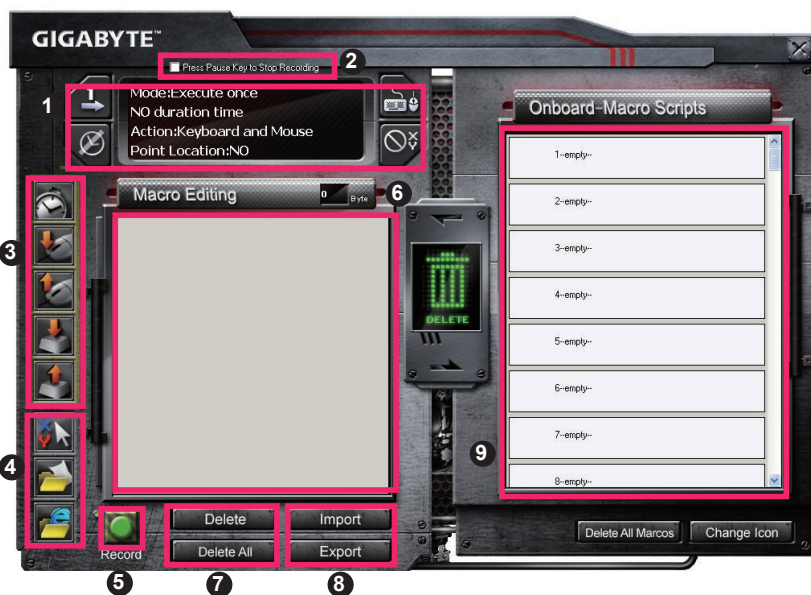 GIGABYTE™
Press Pause Key to Stop Recording
2
1
Mode:Execute once
NO duration time
Action:Keyboard and Mouse
Point Location:NO
X
Y
Onboard-Macro Scripts
Macro Editing
0
Byte
6
3
DELETE
1--empty--
2--empty--
3--empty--
4--empty--
5--empty--
6--empty--
7--empty--
8--empty--
9
4
X
Y
Record
5
Delete
Delete All
7
Import
Export
8
Delete All Marcos
Change Icon